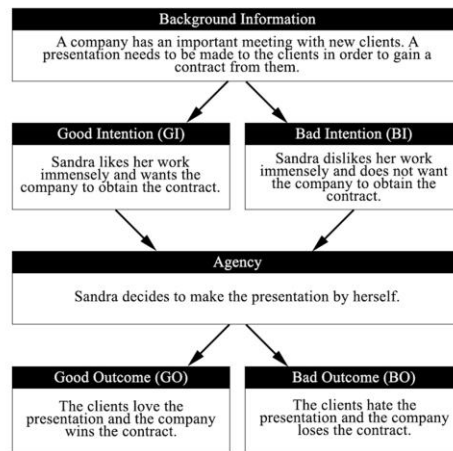 Background Information
A company has an important meeting with new clients. A
presentation needs to be made to the clients in order to gain a
contract from them.
Good Intention (GI)
Sandra likes her work
immensely and wants the
company to obtain the contract.
Bad Intention (BI)
Sandra dislikes her work
immensely and does not want
the company to obtain the
contract.
Agency
Sandra decides to make the presentation by herself.
Good Outcome (GO)
The clients love the
presentation and the company
wins the contract.
Bad Outcome (BO)
The clients hate the
presentation and the company
loses the contract.